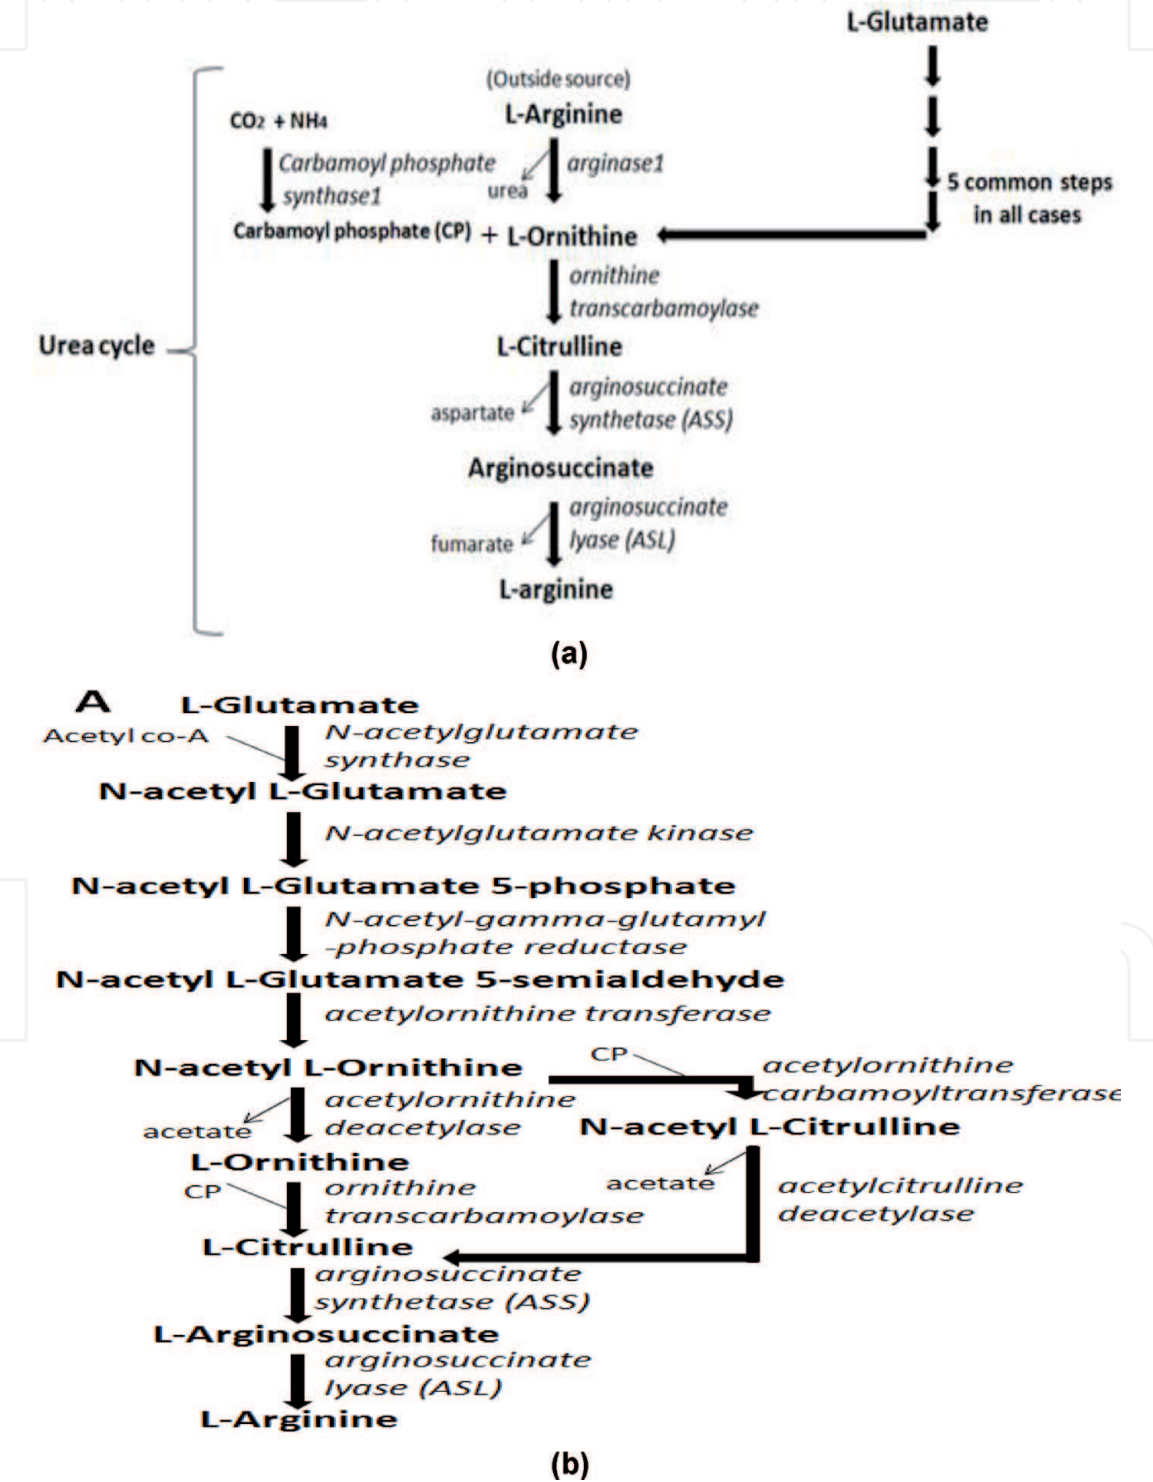 L-Glutamate
(Outside source)
L-Arginine
CO2 + NH4
Carbamoyl phosphate
synthase1
urea
arginase1
5 common steps
in all cases
Carbamoyl phosphate (CP) + L-Ornithine
ornithine
transcarbamoylase
Urea cycle
L-Citrulline
arginosuccinate
synthetase (ASS)
aspartate
Arginosuccinate
arginosuccinate
lyase (ASL)
fumarate
L-arginine
(a)
A
L-Glutamate
Acetyl co-A
N-acetylglutamate
synthase
N-acetyl L-Glutamate
N-acetylglutamate kinase
N-acetyl L-Glutamate 5-phosphate
N-acetyl-gamma-glutamyl
-phosphate reductase
N-acetyl L-Glutamate 5-semialdehyde
acetylornithine transferase
N-acetyl L-Ornithine
CP
acetylornithine
carbamoyltransferase
acetylornithine
deacetylase
acetate
N-acetyl L-Citrulline
L-Ornithine
acetate
acetylcitrulline
deacetylase
CP
ornithine
transcarbamoylase
L-Citrulline
arginosuccinate
synthetase (ASS)
L-Arginosuccinate
arginosuccinate
lyase (ASL)
L-Arginine
(b)